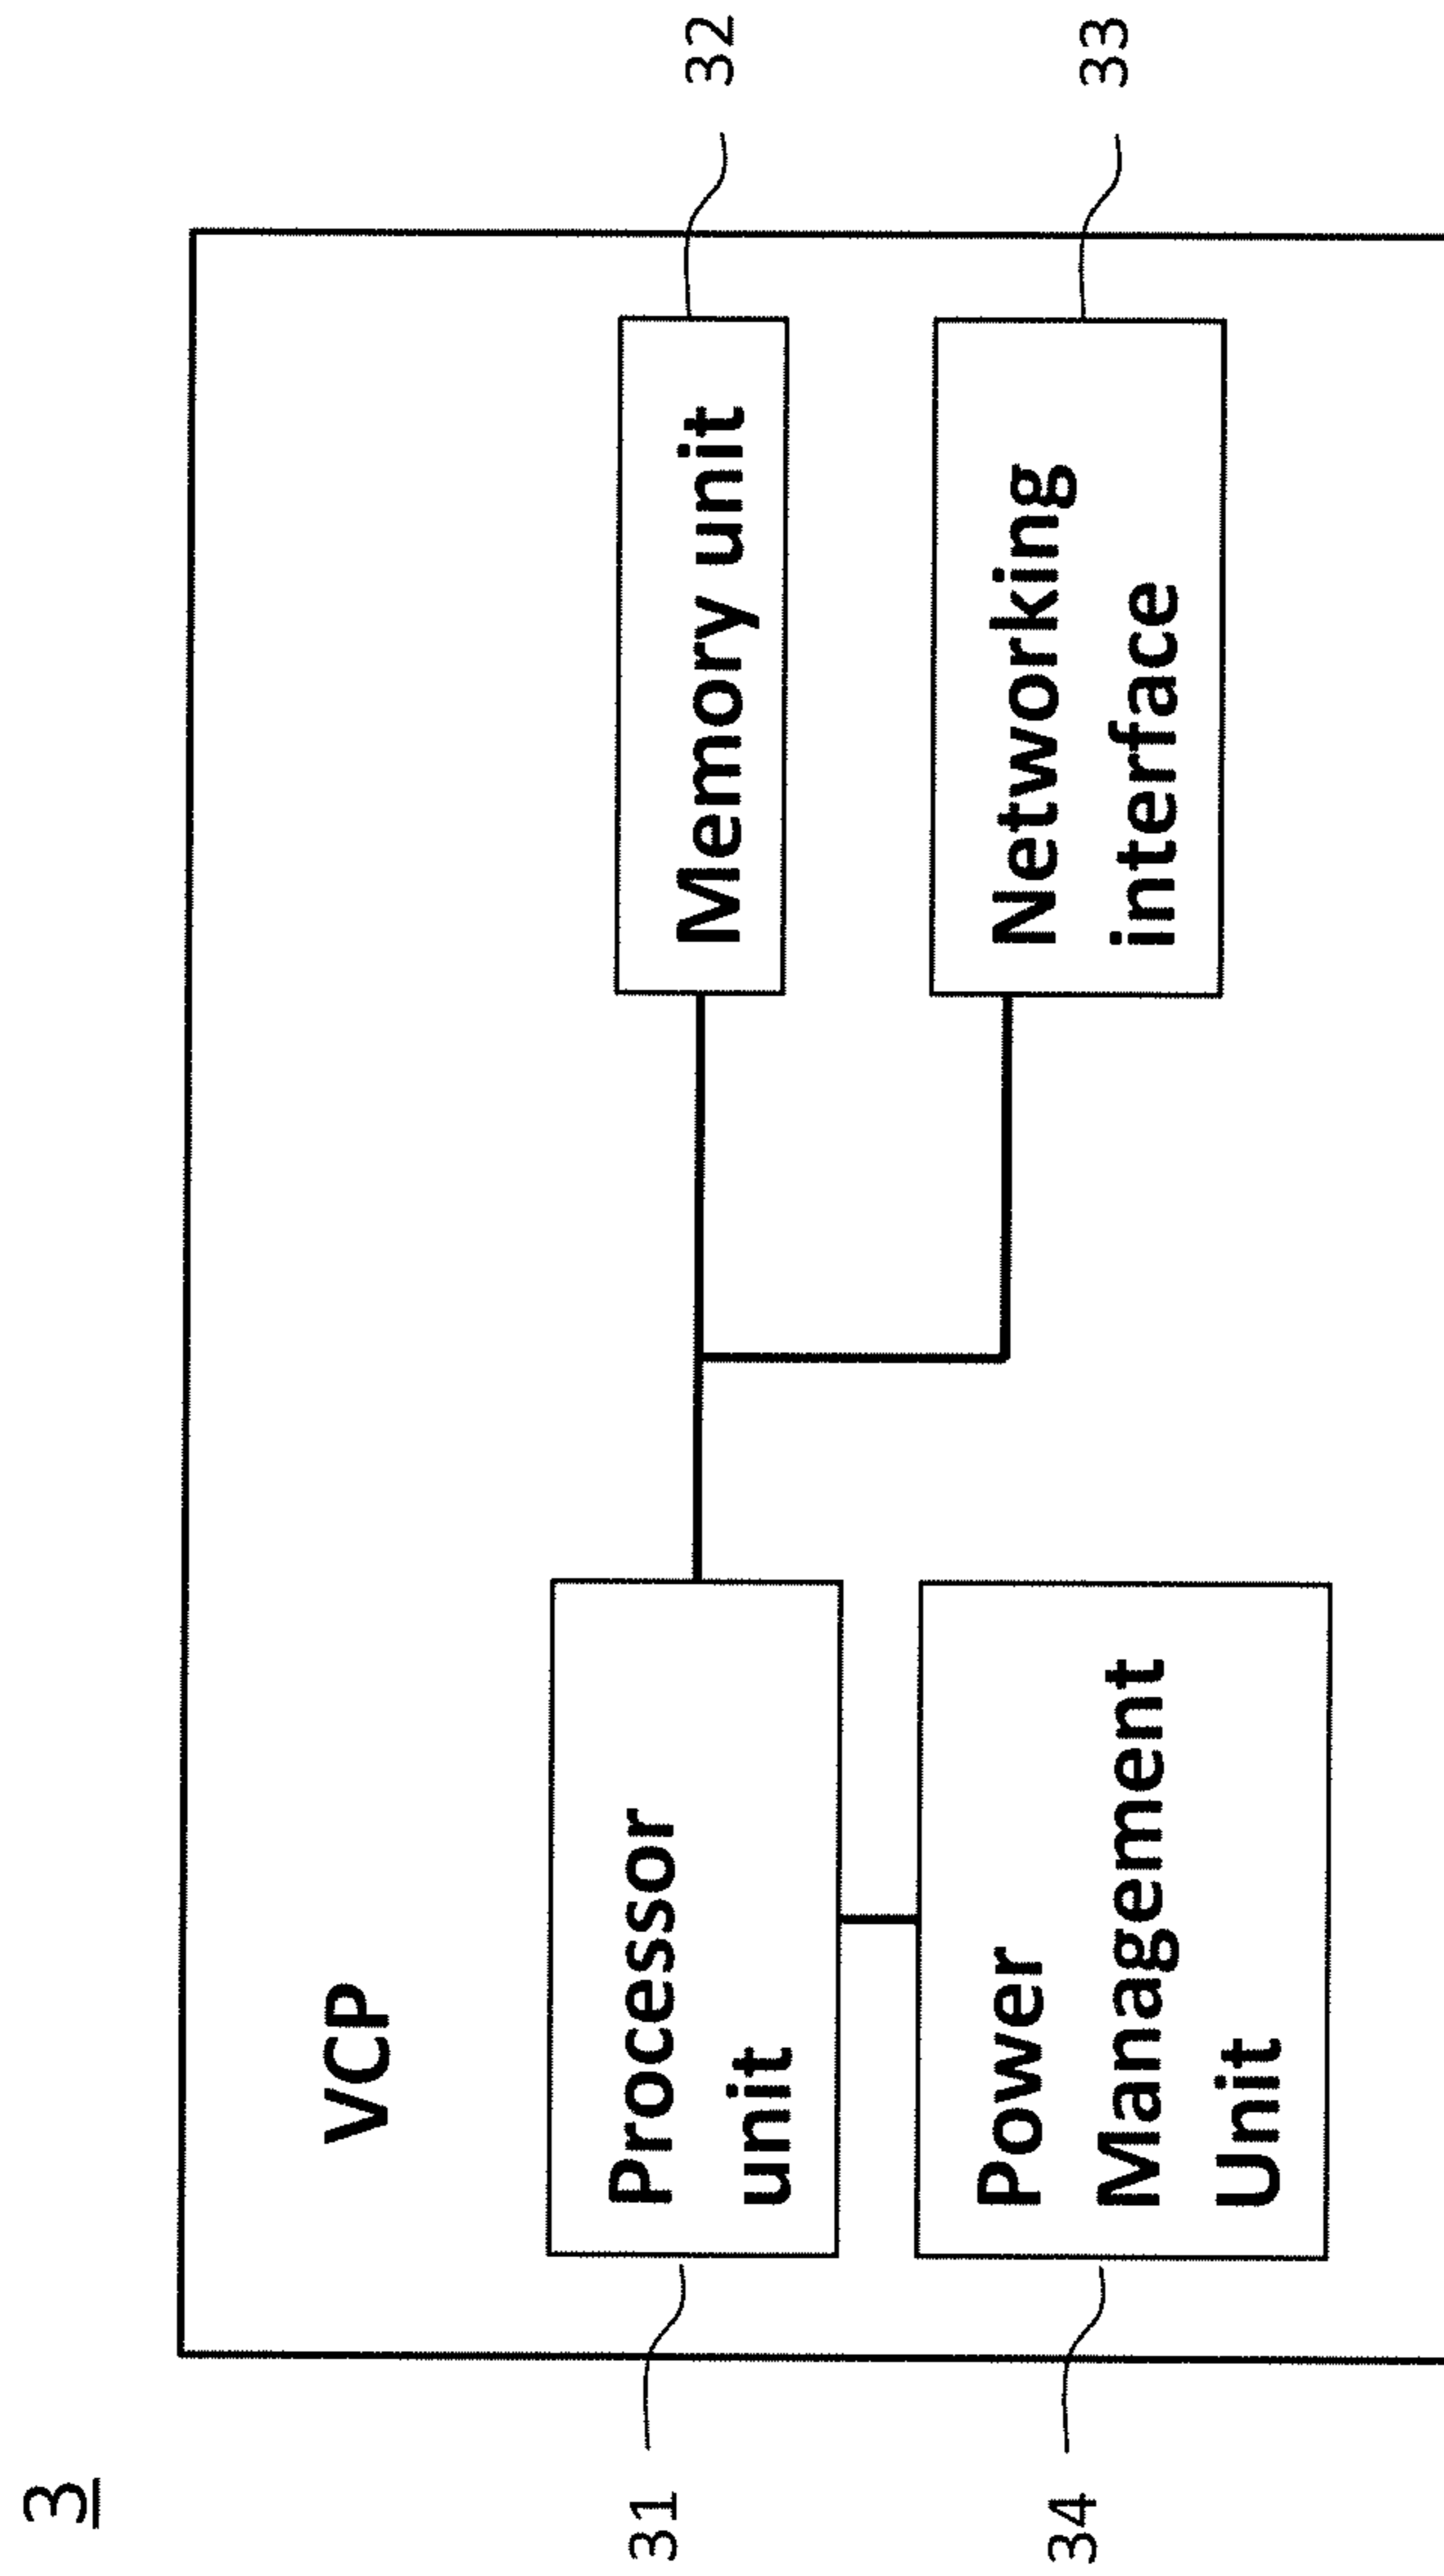 3
VCP
31
Processor
unit
Memory unit
32
34
Power
Management
Unit
Networking
interface
33